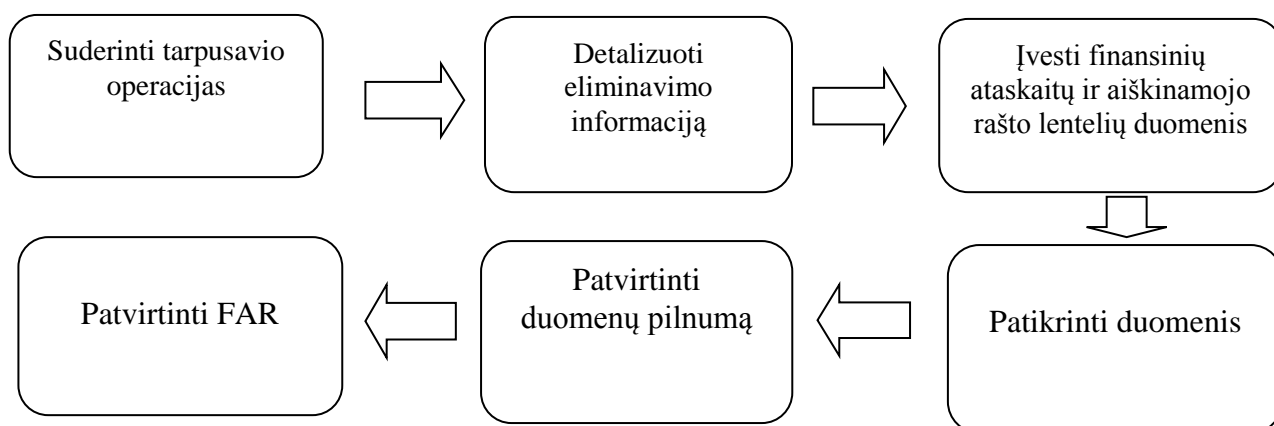 Suderinti tarpusavio
operacijas
Detalizuoti
eliminavimo
informaciją
Įvesti finansinių
ataskaitų ir aiškinamojo
rašto lentelių duomenis
Patikrinti duomenis
Patvirtinti
duomenų pilnumą
Patvirtinti FAR